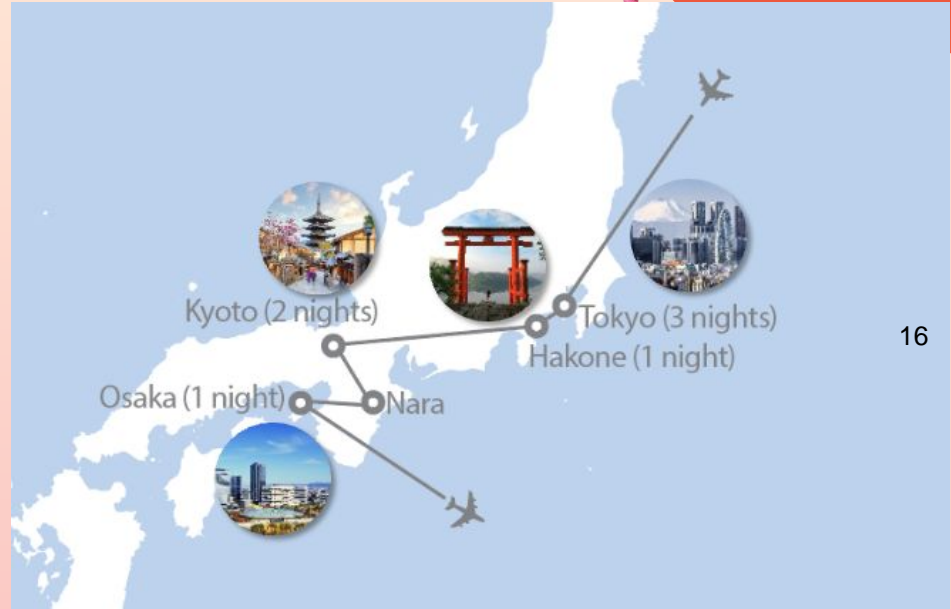 Kyoto (2 nights)
Tokyo (3 nights)
16
Hakone (1 night)
Osaka (1 night)
Nara